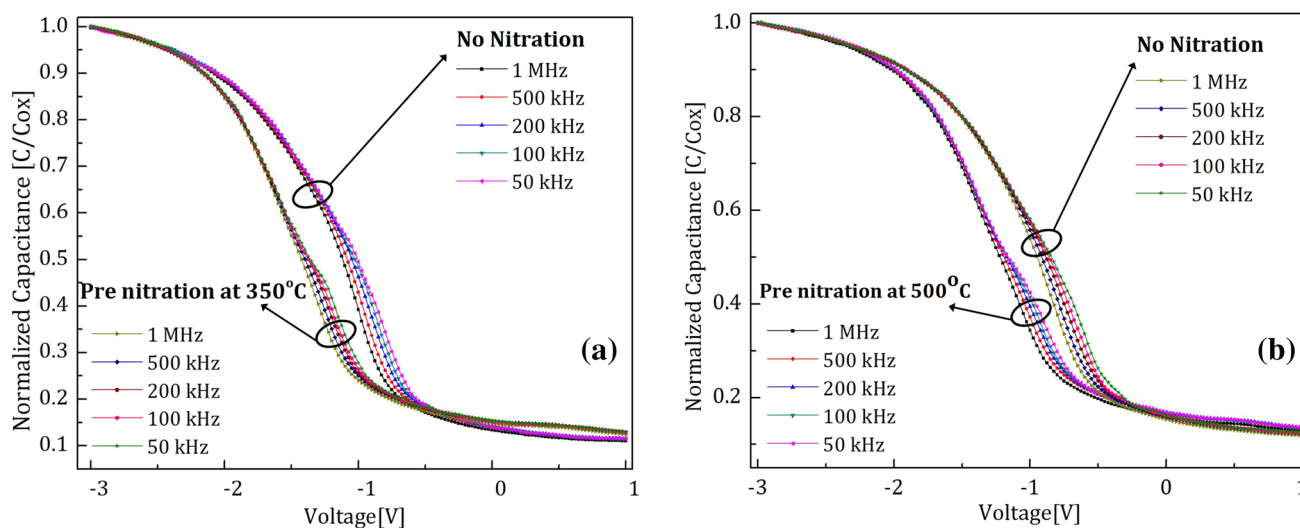 No Nitration
1 MHz
500 kHz
200 kHz
100 kHz
50 kHz
Pre nitration at 350°C
1 MHz
500 kHz
200 kHz
100 kHz
50 kHz
(a)
Normalized Capacitance [C/Cox]
1.0
0.9
0.8
0.7
0.6
0.5
0.4
0.3
0.2
0.1
-3
-2
-1
0
1
Voltage[V]
No Nitration
1 MHz
500 kHz
200 kHz
100 kHz
50 kHz
Pre nitration at 500°C
1 MHz
500 kHz
200 kHz
100 kHz
50 kHz
(b)
Normalized Capacitance [C/Cox]
1.0
0.8
0.6
0.4
0.2
-3
-2
-1
0
1
Voltage[V]